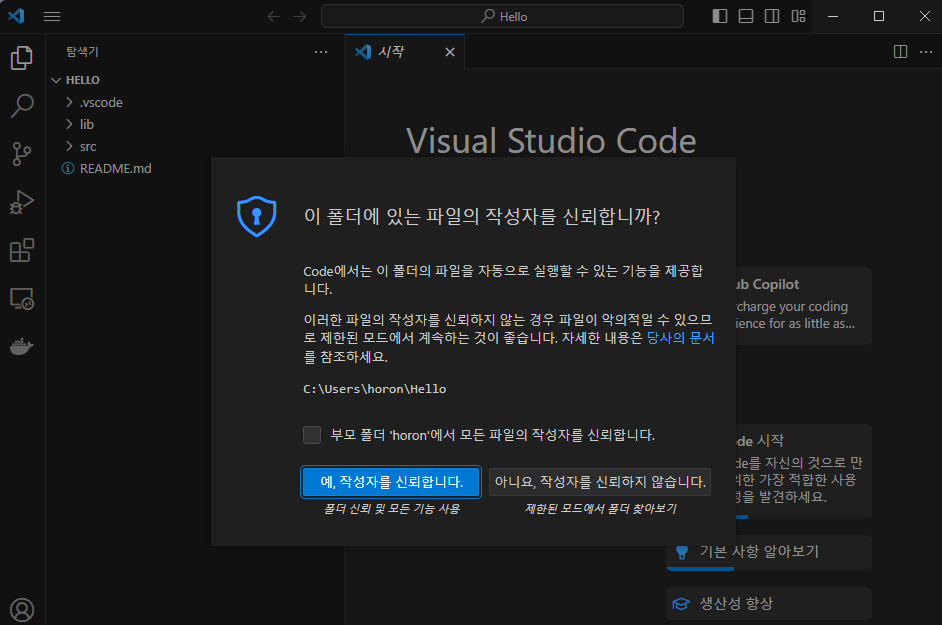 Hello
탐색기
시작
HELLO
.vscode
lib
src
README.md
Visual Studio Code
이 폴더에 있는 파일의 작성자를 신뢰합니까?
Code에서는 이 폴더의 파일을 자동으로 실행할 수 있는 기능을 제공합
니다.
이러한 파일의 작성자를 신뢰하지 않는 경우 파일이 악의적일 수 있으므
로 제한된 모드에서 계속하는 것이 좋습니다. 자세한 내용은 당사의 문서
를 참조하세요.
C:\Users\horon\Hello
부모 폴더 'horon'에서 모든 파일의 작성자를 신뢰합니다.
예, 작성자를 신뢰합니다.
아니요, 작성자를 신뢰하지 않습니다.
폴더 신뢰 및 모든 기능 사용
제한된 모드에서 폴더 찾아보기
Copilot
your coding
for as little as...
시작
자신의 것으로 만
가장 적합한 사용
발견하세요.
기본 사항 알아보기
생산성 향상